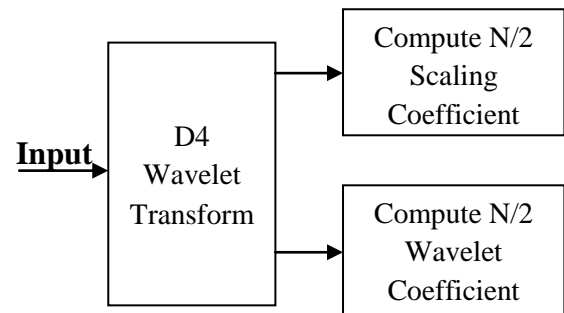 Input
D4
Wavelet
Transform
Compute N/2
Scaling
Coefficient
Compute N/2
Wavelet
Coefficient